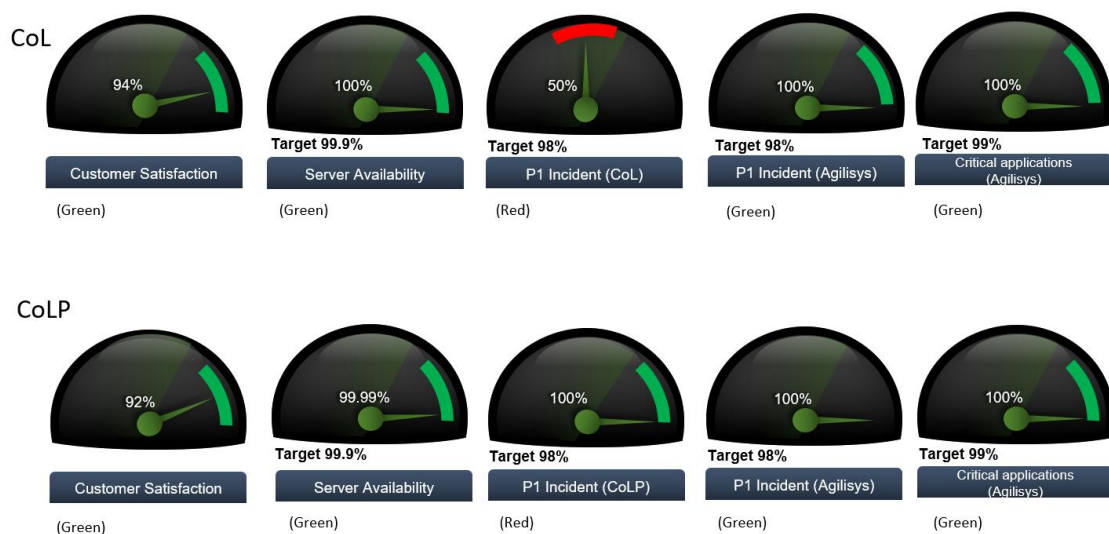 CoL
94% 100% 50% 100% 100%
Target 99.9% Target 98% Target 98% Target 99%
Customer Satisfaction Server Availability P1 Incident (CoL) P1 Incident (Agilisys) Critical applications
(Agilisys)
(Green) (Green) (Red) (Green) (Green)
CoLP
92% 99.99% 100% 100% 100%
Target 99.9% Target 98% Target 98% Target 99%
Customer Satisfaction Server Availability P1 Incident (CoLP) P1 Incident (Agilisys) Critical applications
(Agilisys)
(Green) (Green) (Red) (Green) (Green)